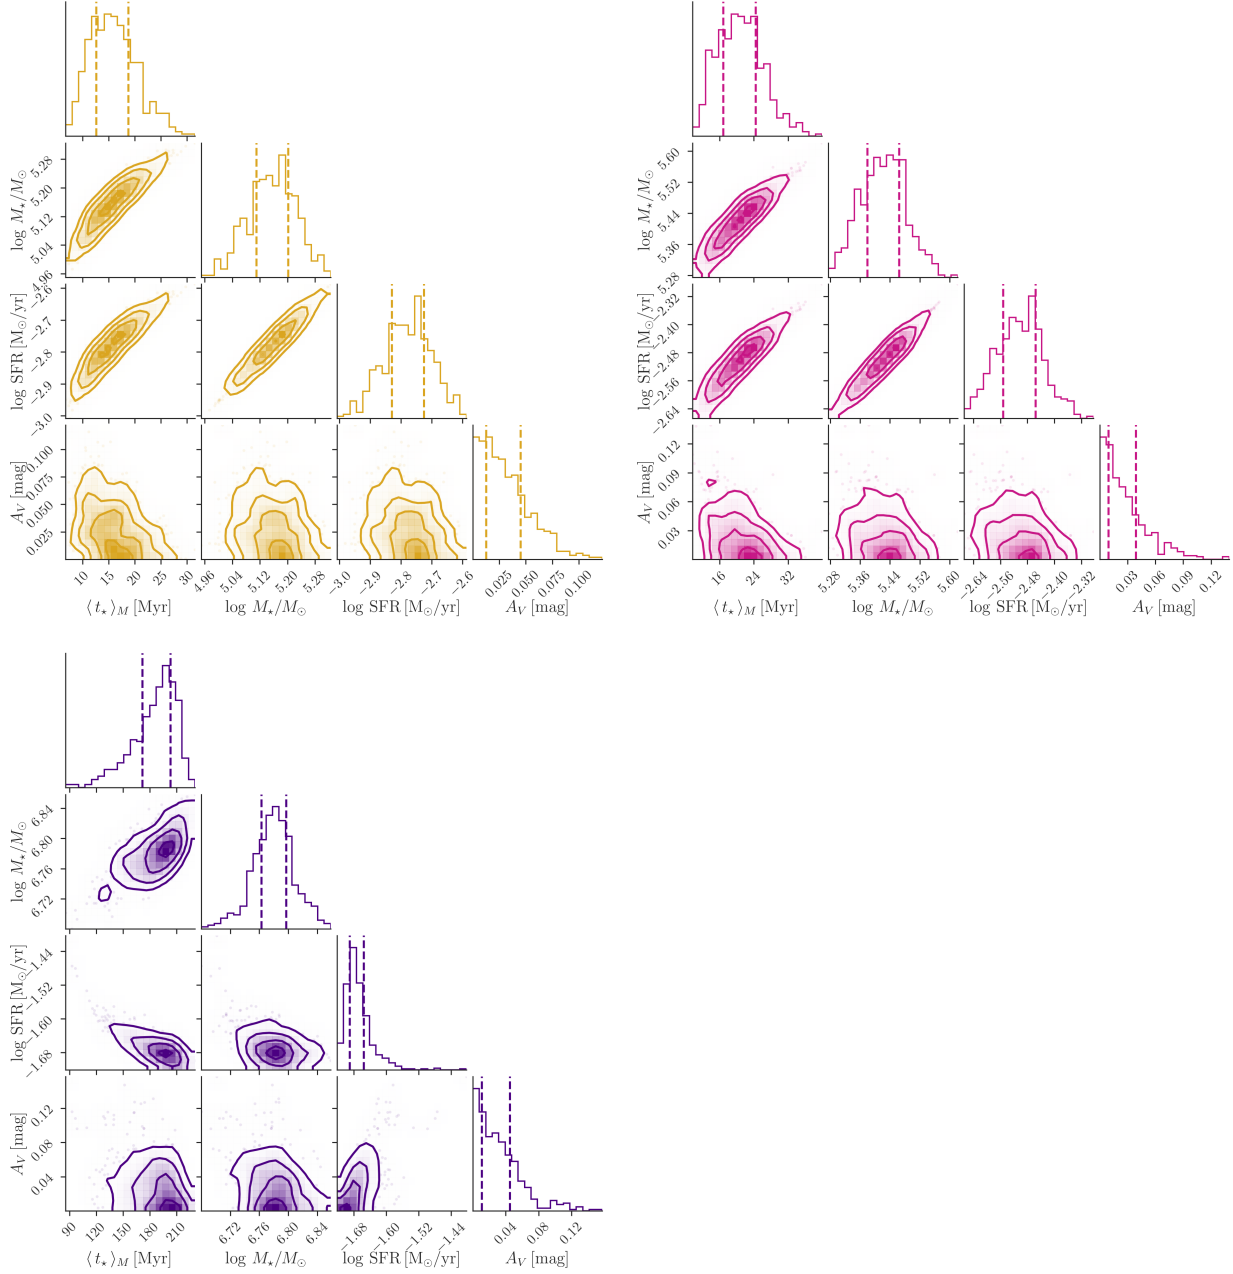 5.28
5.20
5.12
5.04
4.96
log M⋆/M⊙
−2.6
−2.7
−2.8
−2.9
−3.0
log SFR [M⊙/yr]
0.100
0.075
0.050
0.025
A_V [mag]
10 15 20 25 30
4.96 5.04 5.12 5.20 5.28
−3.0 −2.9 −2.8 −2.7 −2.6
0.025 0.050 0.075 0.100
⟨t⋆⟩_M [Myr] log M⋆/M⊙ log SFR [M⊙/yr] A_V [mag]
5.60
5.52
5.44
5.36
5.28
log M⋆/M⊙
−2.32
−2.40
−2.48
−2.56
−2.64
log SFR [M⊙/yr]
0.12
0.09
0.06
0.03
A_V [mag]
16 24 32
5.28 5.36 5.44 5.52 5.60
−2.64 −2.56 −2.48 −2.40 −2.32
0.03 0.06 0.09 0.12
⟨t⋆⟩_M [Myr] log M⋆/M⊙ log SFR [M⊙/yr] A_V [mag]
6.84
6.80
6.76
6.72
log M⋆/M⊙
−1.44
−1.52
−1.60
−1.68
log SFR [M⊙/yr]
0.12
0.08
0.04
A_V [mag]
90 120 150 180 210
6.72 6.76 6.80 6.84
−1.68 −1.60 −1.52 −1.44
0.04 0.08 0.12
⟨t⋆⟩_M [Myr] log M⋆/M⊙ log SFR [M⊙/yr] A_V [mag]